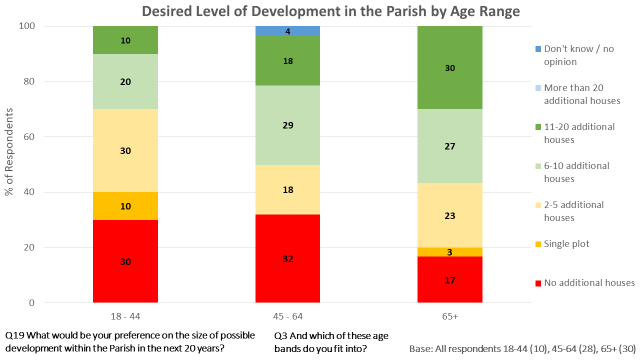 Desired Level of Development in the Parish by Age Range
% of Respondents
100
80
60
40
20
0
10
20
30
10
30
4
18
29
18
32
30
27
23
3
17
18 - 44
45 - 64
65+
Don't know / no
opinion
More than 20
additional houses
11-20 additional
houses
6-10 additional
houses
2-5 additional
houses
Single plot
No additional houses
Q19 What would be your preference on the size of possible
development within the Parish in the next 20 years?
Q3 And which of these age
bands do you fit into?
Base: All respondents 18-44 (10), 45-64 (28), 65+ (30)